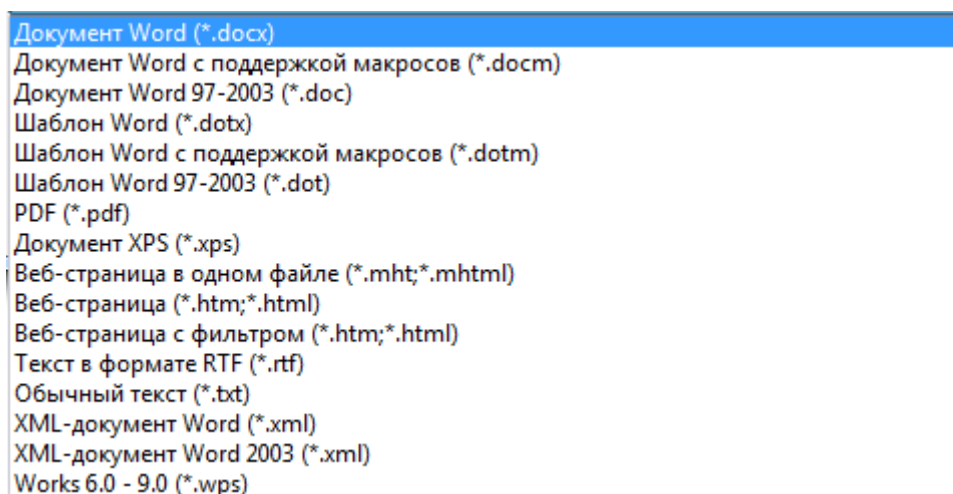 Документ Word (*.docx)
Документ Word с поддержкой макросов (*.docm)
Документ Word 97-2003 (*.doc)
Шаблон Word (*.dotx)
Шаблон Word с поддержкой макросов (*.dotm)
Шаблон Word 97-2003 (*.dot)
PDF (*.pdf)
Документ XPS (*.xps)
Веб-страница в одном файле (*.mht;*.mhtml)
Веб-страница (*.htm;*.html)
Веб-страница с фильтром (*.htm;*.html)
Текст в формате RTF (*.rtf)
Обычный текст (*.txt)
XML-документ Word (*.xml)
XML-документ Word 2003 (*.xml)
Works 6.0 - 9.0 (*.wps)